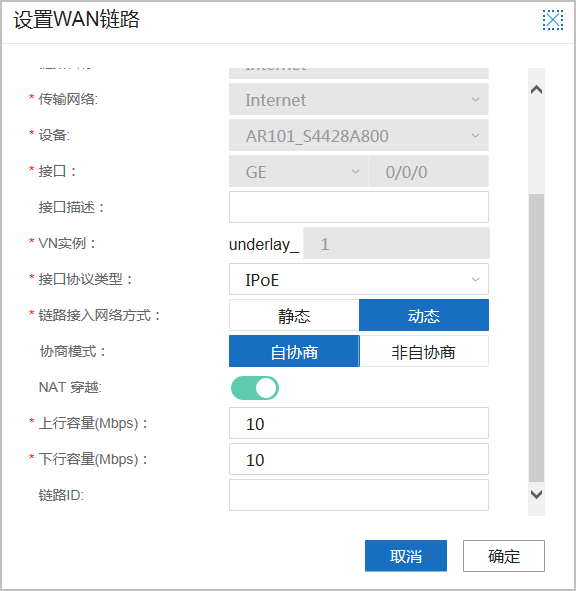 设置WAN链路
* 传输网络: Internet
* 设备: AR101_S4428A800
* 接口： GE 0/0/0
接口描述：
* VN实例： underlay_ 1
* 接口协议类型： IPoE
* 链路接入网络方式： 静态 动态
协商模式： 自协商 非自协商
NAT 穿越:
* 上行容量(Mbps)： 10
* 下行容量(Mbps)： 10
链路ID:
取消 确定